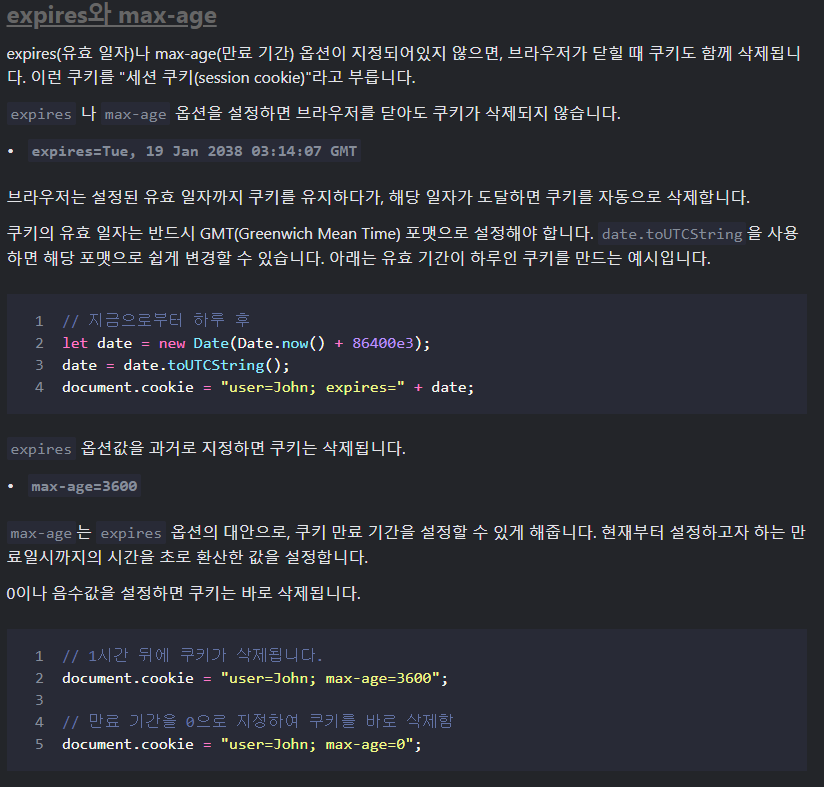 expires와 max-age
expires(유효 일자)나 max-age(만료 기간) 옵션이 지정되어있지 않으면, 브라우저가 닫힐 때 쿠키도 함께 삭제됩니
다. 이런 쿠키를 "세션 쿠키(session cookie)"라고 부릅니다.
expires 나 max-age 옵션을 설정하면 브라우저를 닫아도 쿠키가 삭제되지 않습니다.
• expires=Tue, 19 Jan 2038 03:14:07 GMT
브라우저는 설정된 유효 일자까지 쿠키를 유지하다가, 해당 일자가 도달하면 쿠키를 자동으로 삭제합니다.
쿠키의 유효 일자는 반드시 GMT(Greenwich Mean Time) 포맷으로 설정해야 합니다. date.toUTCString 을 사용
하면 해당 포맷으로 쉽게 변경할 수 있습니다. 아래는 유효 기간이 하루인 쿠키를 만드는 예시입니다.
1 // 지금으로부터 하루 후
2 let date = new Date(Date.now() + 86400e3);
3 date = date.toUTCString();
4 document.cookie = "user=John; expires=" + date;
expires 옵션값을 과거로 지정하면 쿠키는 삭제됩니다.
• max-age=3600
max-age 는 expires 옵션의 대안으로, 쿠키 만료 기간을 설정할 수 있게 해줍니다. 현재부터 설정하고자 하는 만
료일시까지의 시간을 초로 환산한 값을 설정합니다.
0이나 음수값을 설정하면 쿠키는 바로 삭제됩니다.
1 // 1시간 뒤에 쿠키가 삭제됩니다.
2 document.cookie = "user=John; max-age=3600";
3
4 // 만료 기간을 0으로 지정하여 쿠키를 바로 삭제함
5 document.cookie = "user=John; max-age=0";